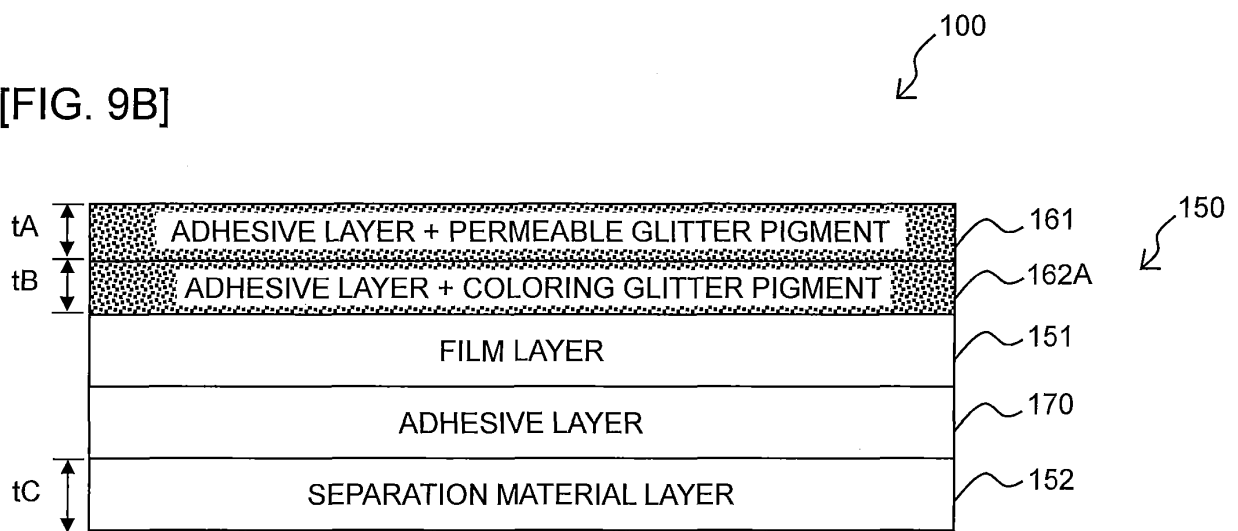 100
[FIG. 9B]
tA
ADHESIVE LAYER + PERMEABLE GLITTER PIGMENT
161
150
tB
ADHESIVE LAYER + COLORING GLITTER PIGMENT
162A
FILM LAYER
151
ADHESIVE LAYER
170
tC
SEPARATION MATERIAL LAYER
152